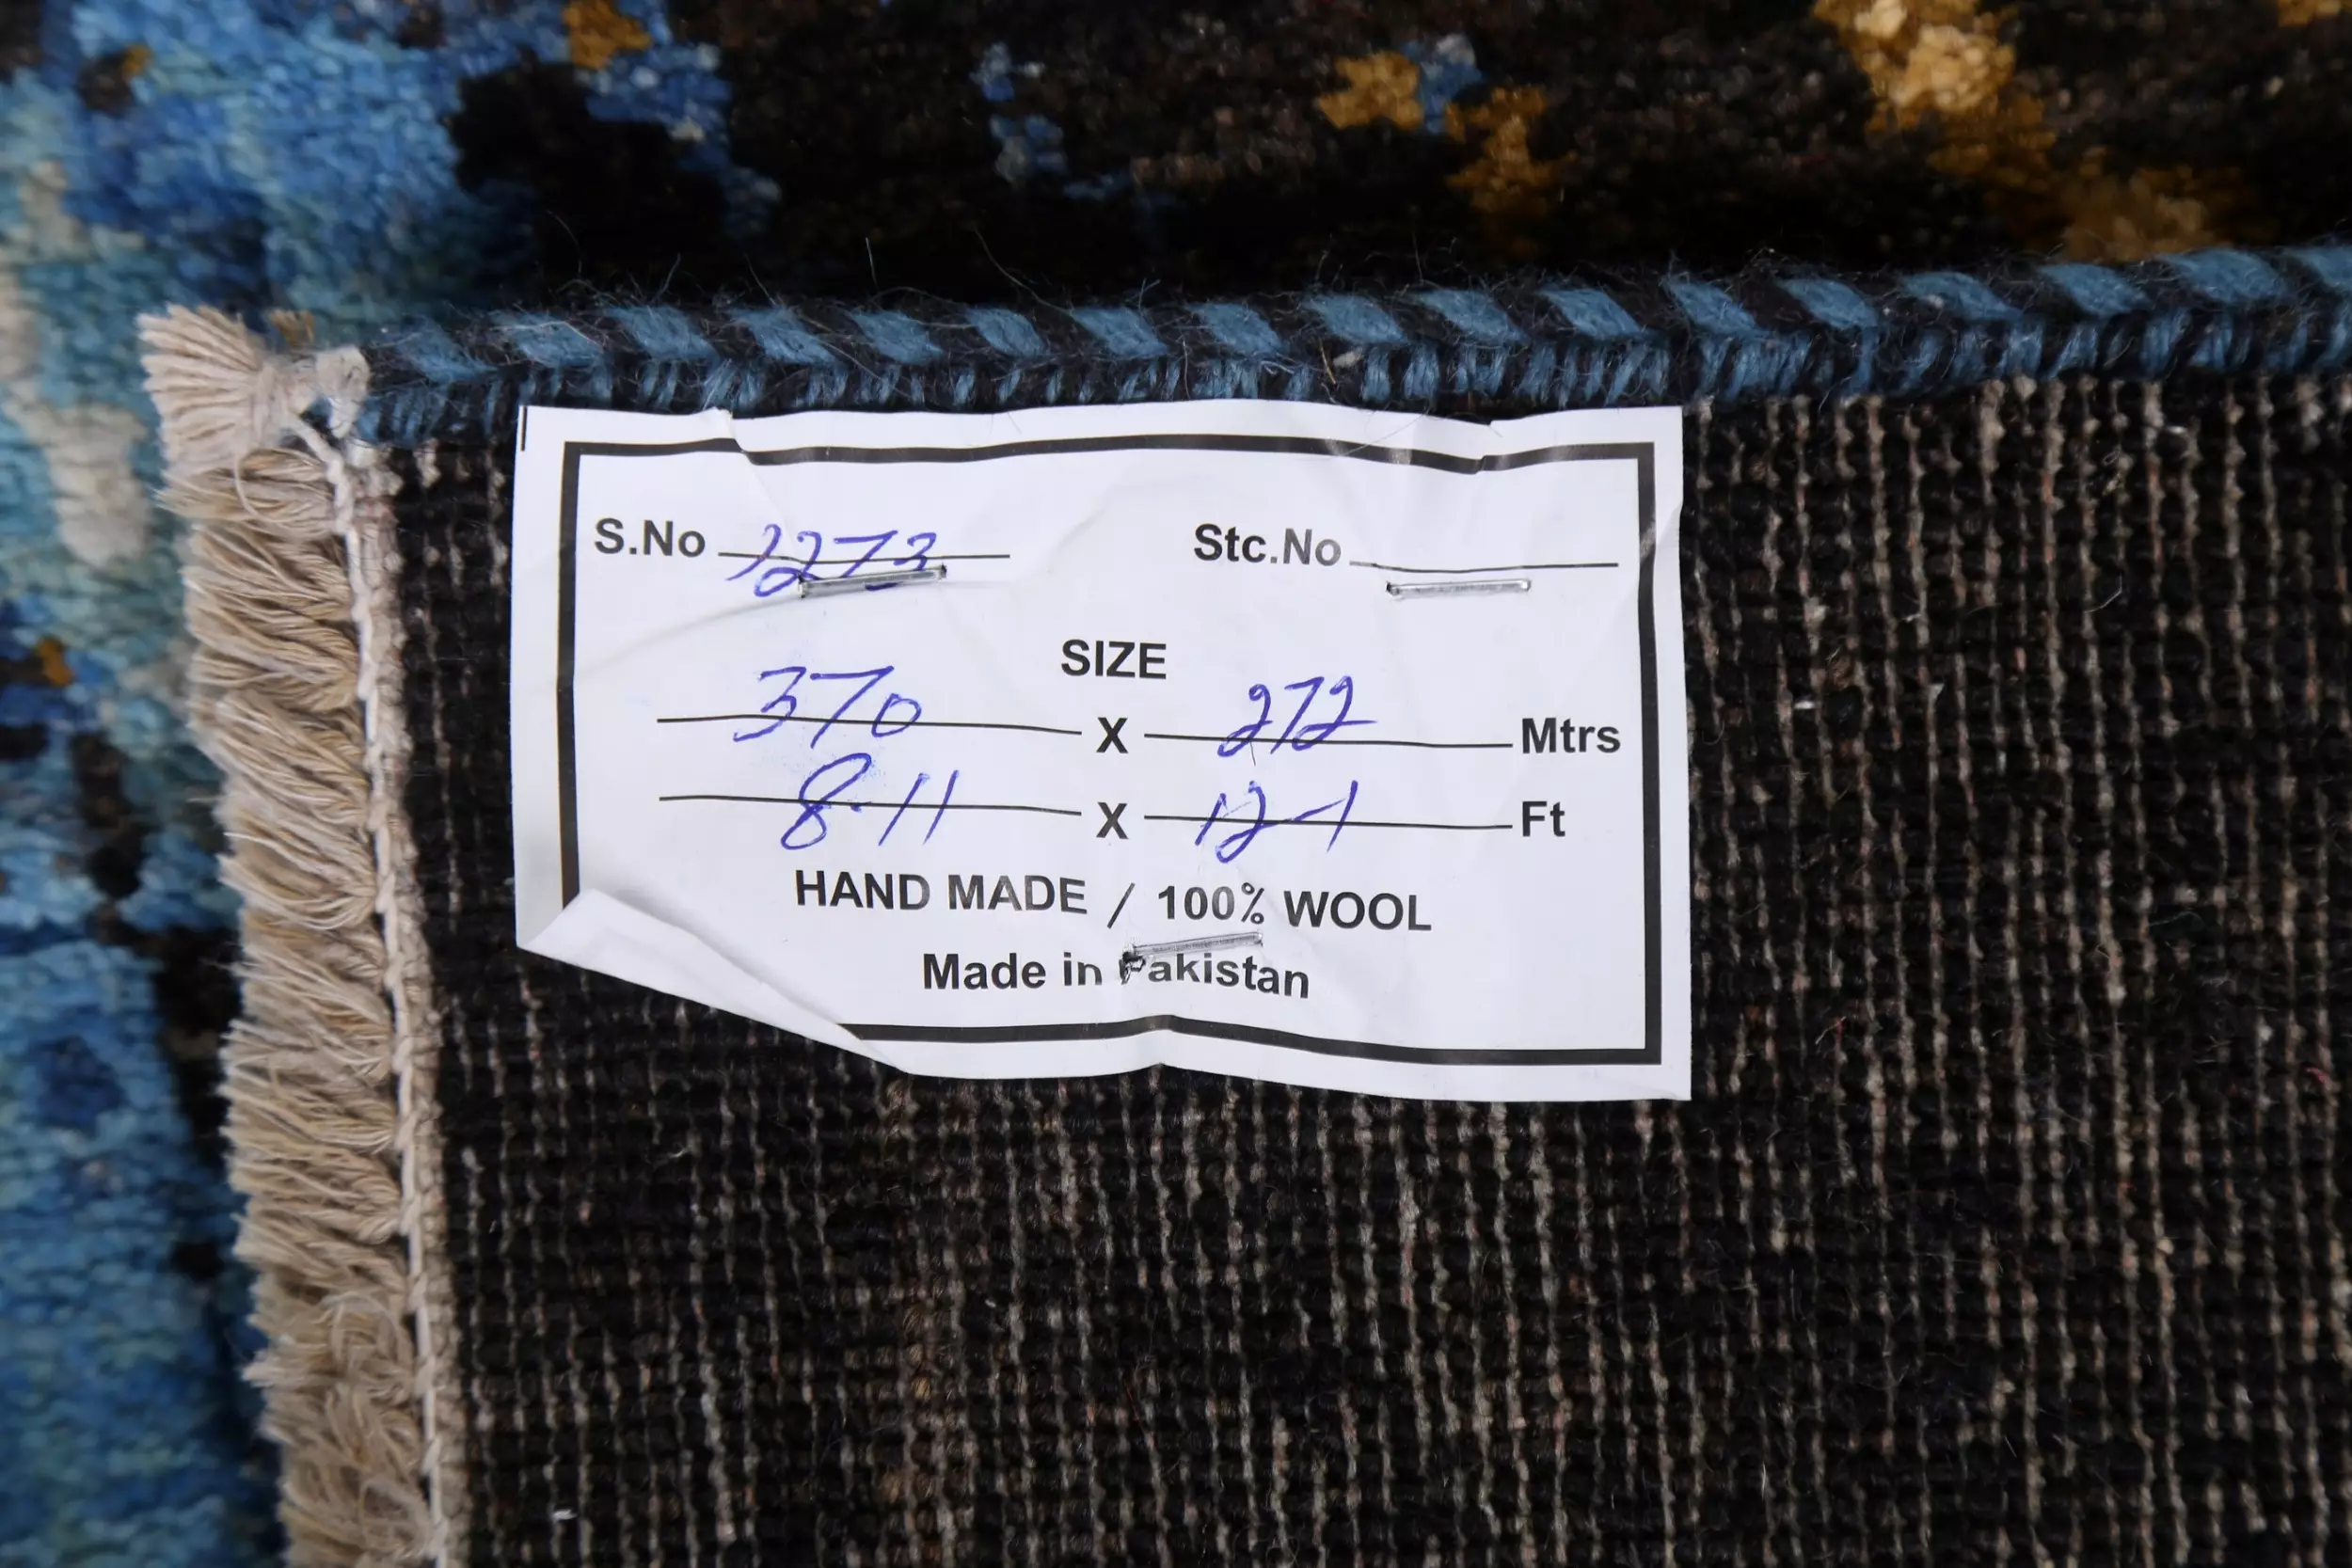 S.No 2273 Stc.No
SIZE
370 X 272 Mtrs
8-11 X 12-1 Ft
HAND MADE / 100% WOOL
Made in Pakistan